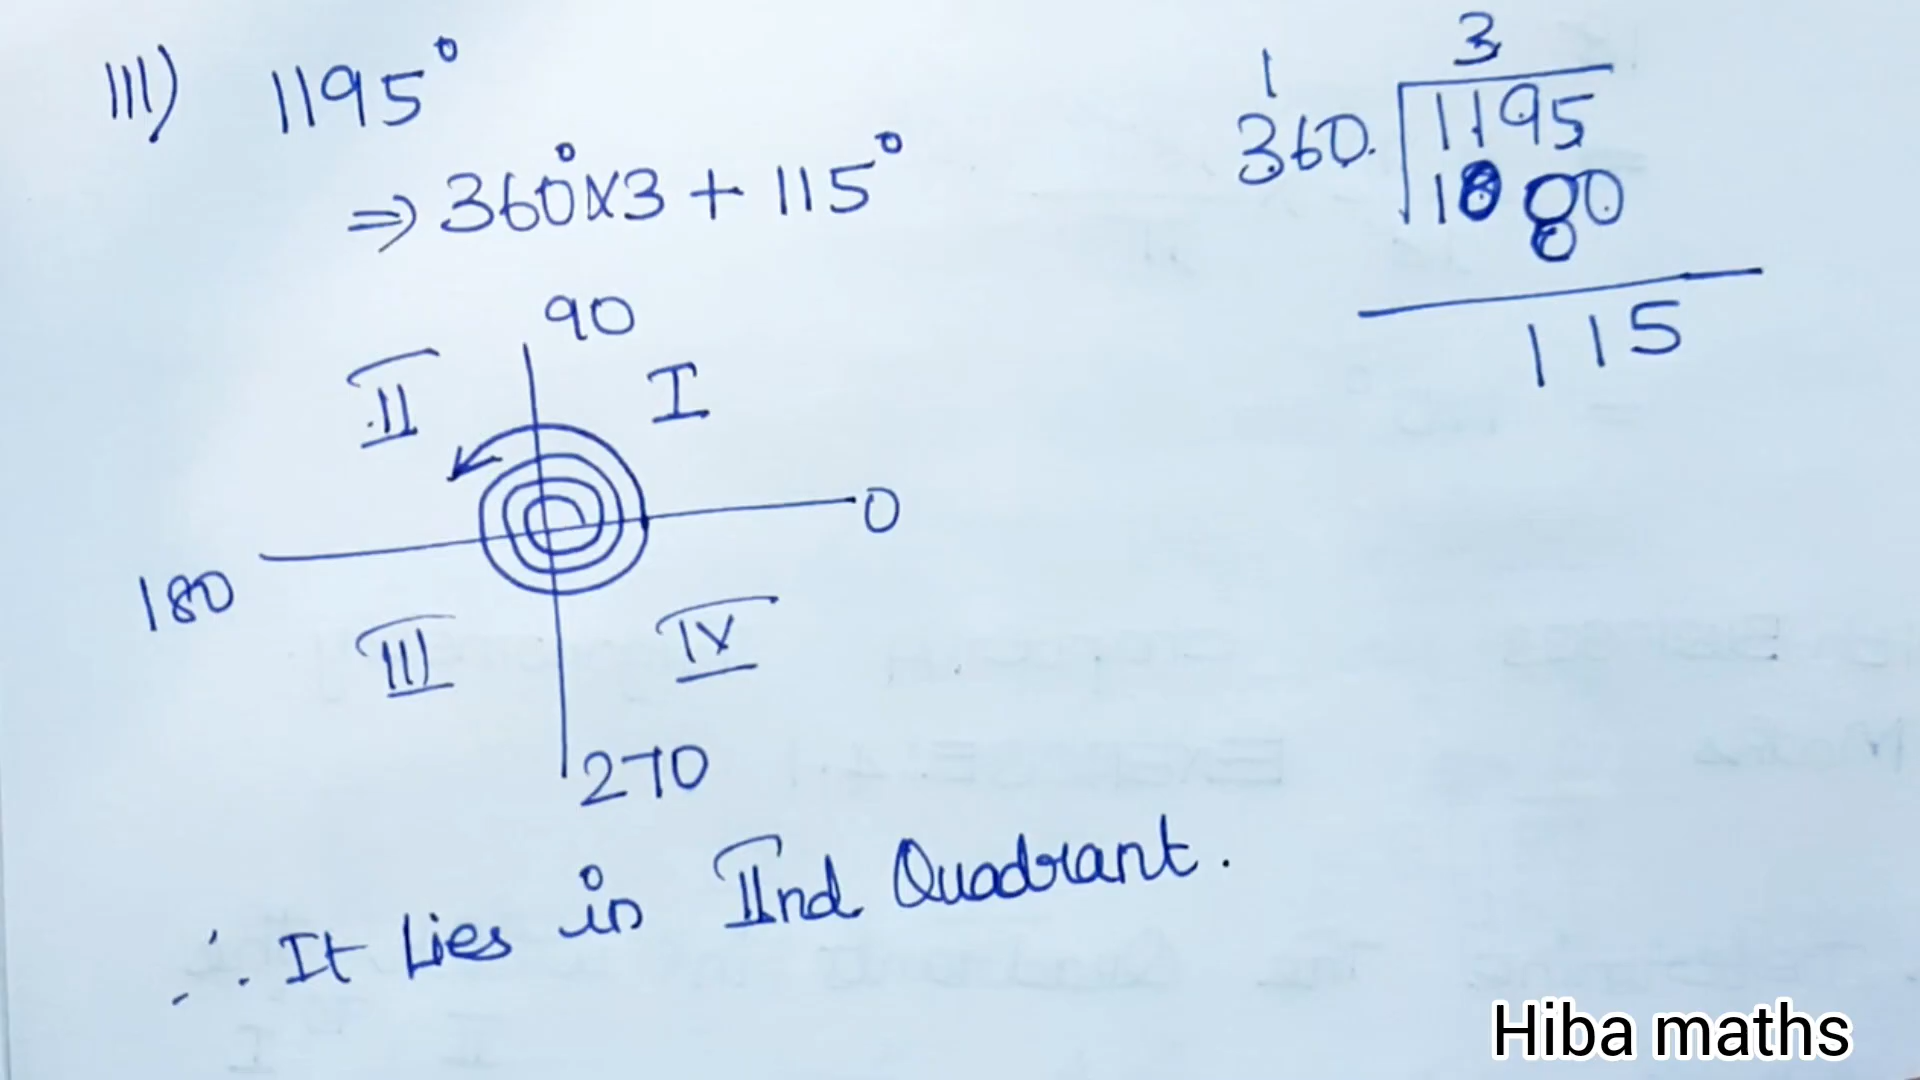 III) 1195°
⇒ 360°×3 + 115°
1
3
360. 1195
1080
115
90
II I
0
180
III IV
270
∴ It Lies in IInd Quadrant.
Hiba maths